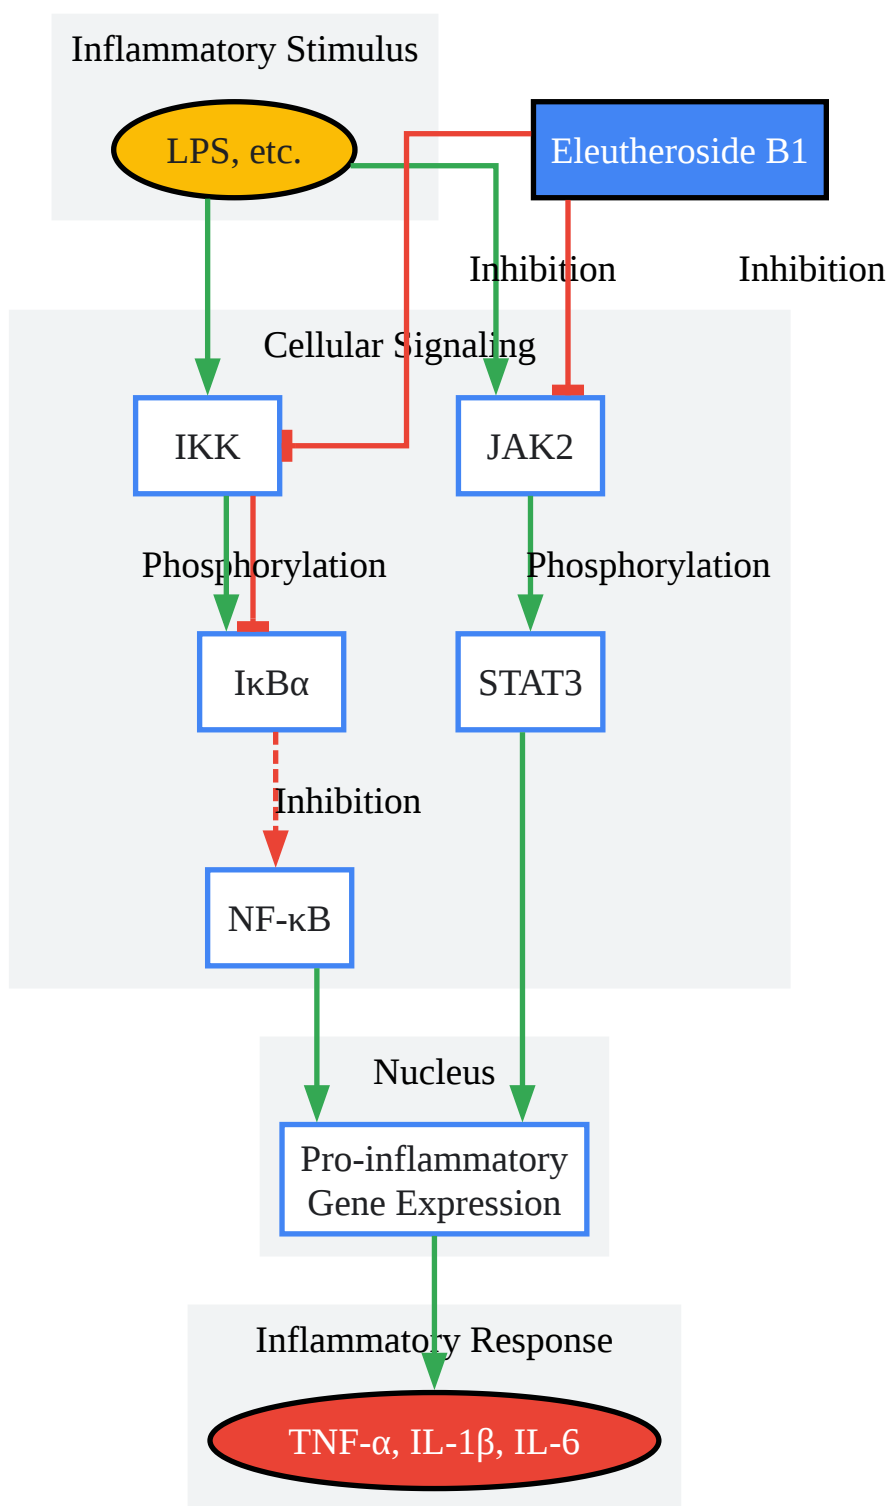 Inflammatory Stimulus
LPS, etc.
Eleutheroside B1
Inhibition
Inhibition
Cellular Signaling
IKK
JAK2
Phosphorylation
Phosphorylation
IκBα
STAT3
Inhibition
NF-κB
Nucleus
Pro-inflammatory
Gene Expression
Inflammatory Response
TNF-α, IL-1β, IL-6